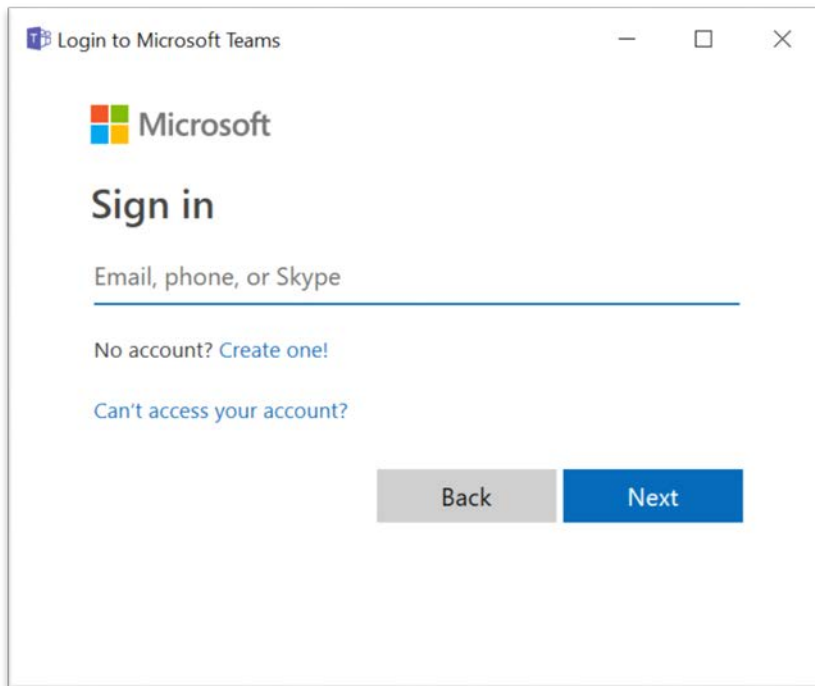 Login to Microsoft Teams
Microsoft
Sign in
Email, phone, or Skype
No account? Create one!
Can't access your account?
Back Next